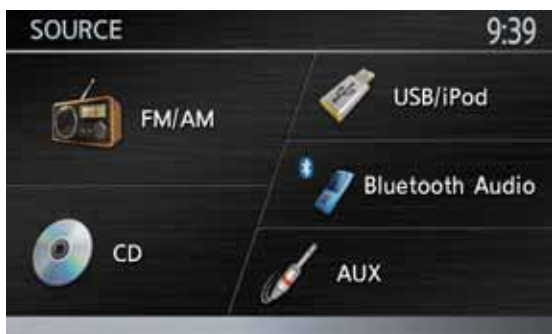 SOURCE 9:39
FM/AM
CD
USB/iPod
Bluetooth Audio
AUX